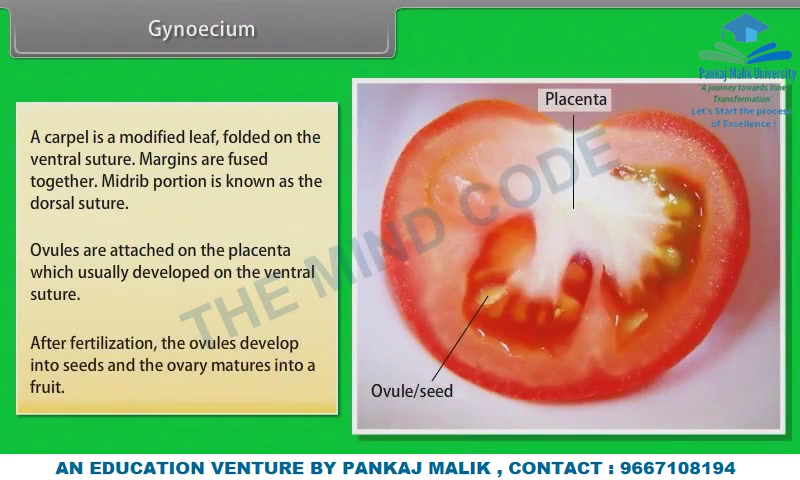 Gynoecium
Pankaj Malik University
"A journey towards Inner
Transformation"
Let's Start the process
of Excellence !
A carpel is a modified leaf, folded on the
ventral suture. Margins are fused
together. Midrib portion is known as the
dorsal suture.
Ovules are attached on the placenta
which usually developed on the ventral
suture.
After fertilization, the ovules develop
into seeds and the ovary matures into a
fruit.
Placenta
Ovule/seed
THE MIND CODE
AN EDUCATION VENTURE BY PANKAJ MALIK , CONTACT : 9667108194